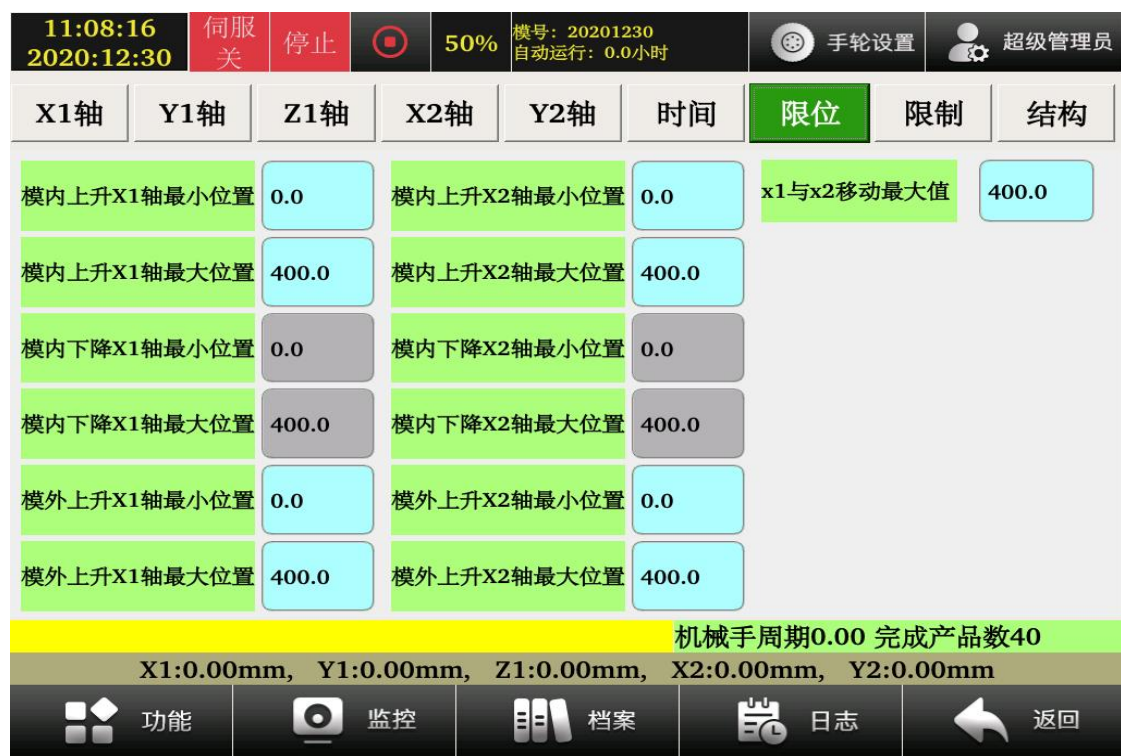 11:08:16
2020:12:30
伺服
关
停止
50%
模号: 20201230
自动运行: 0.0小时
手轮设置
超级管理员
X1轴 Y1轴 Z1轴 X2轴 Y2轴 时间 限位 限制 结构
模内上升X1轴最小位置 0.0 模内上升X2轴最小位置 0.0 x1与x2移动最大值 400.0
模内上升X1轴最大位置 400.0 模内上升X2轴最大位置 400.0
模内下降X1轴最小位置 0.0 模内下降X2轴最小位置 0.0
模内下降X1轴最大位置 400.0 模内下降X2轴最大位置 400.0
模外上升X1轴最小位置 0.0 模外上升X2轴最小位置 0.0
模外上升X1轴最大位置 400.0 模外上升X2轴最大位置 400.0
机械手周期0.00 完成产品数40
X1:0.00mm, Y1:0.00mm, Z1:0.00mm, X2:0.00mm, Y2:0.00mm
功能 监控 档案 日志 返回